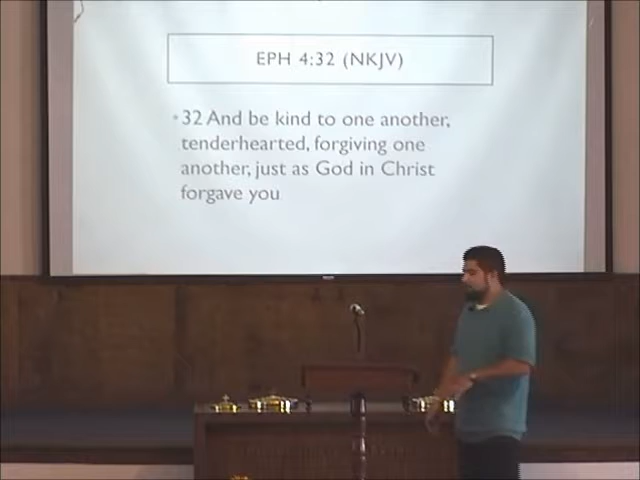 EPH 4:32 (NKJV)
• 32 And be kind to one another,
tenderhearted, forgiving one
another, just as God in Christ
forgave you